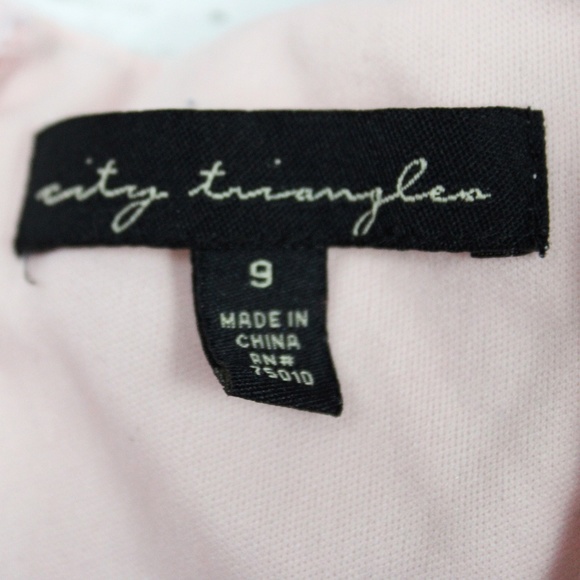 city triangles
9
MADE IN
CHINA
RN#
75010